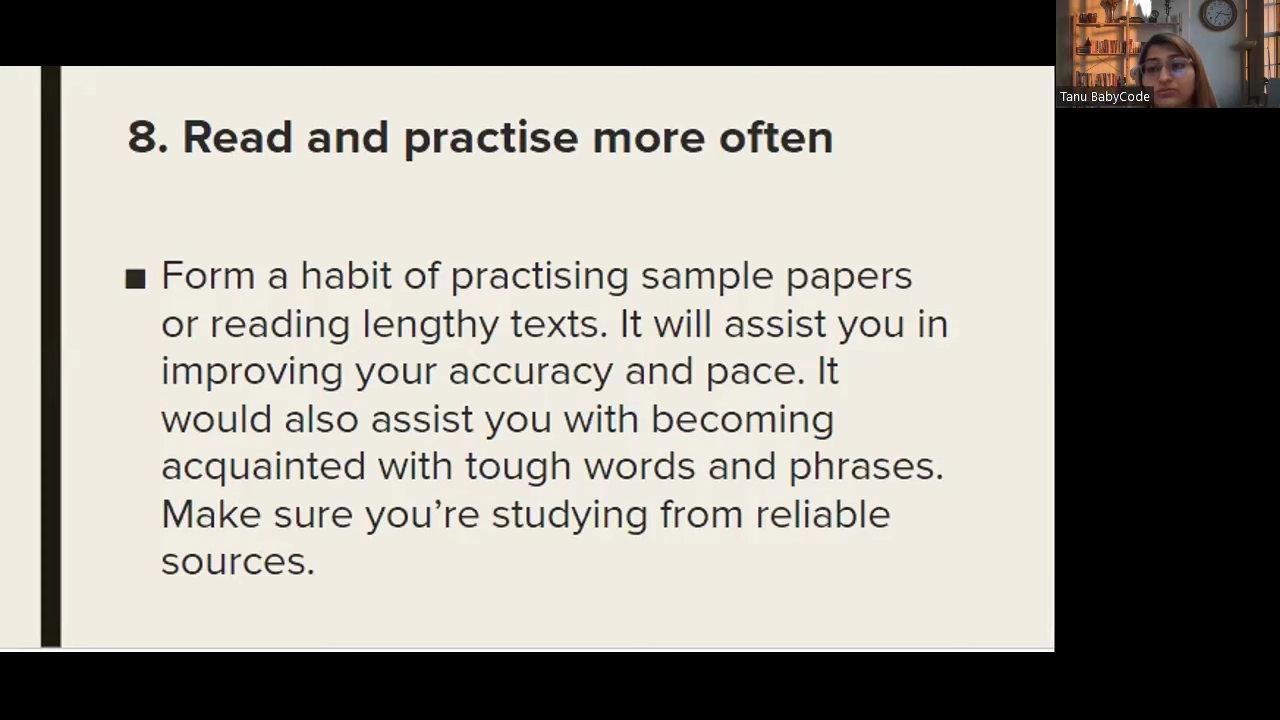 8. Read and practise more often
■ Form a habit of practising sample papers
or reading lengthy texts. It will assist you in
improving your accuracy and pace. It
would also assist you with becoming
acquainted with tough words and phrases.
Make sure you’re studying from reliable
sources.
Tanu BabyCode